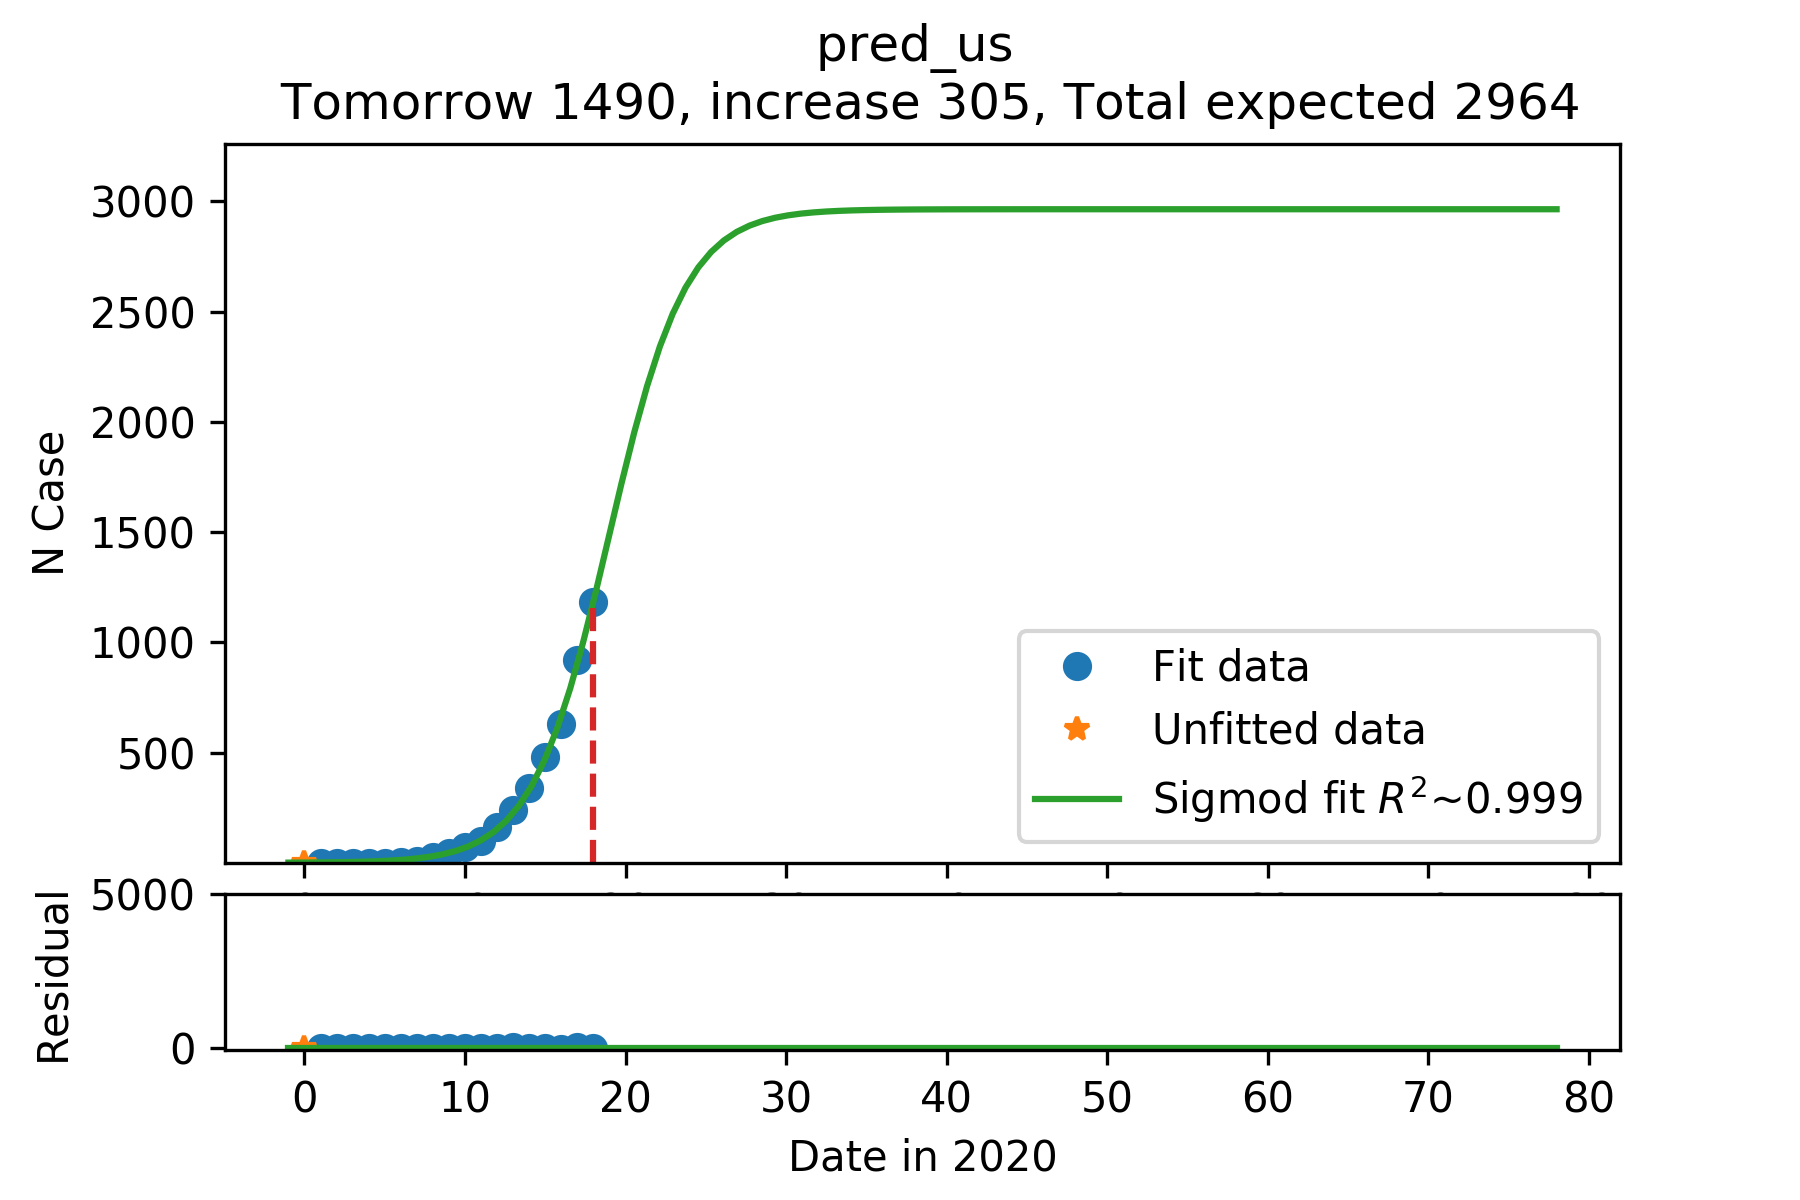 pred_us
Tomorrow 1490, increase 305, Total expected 2964
3000
2500
2000
1500
1000
500
N Case
Fit data
Unfitted data
Sigmod fit R²~0.999
5000
0
Residual
0 10 20 30 40 50 60 70 80
Date in 2020